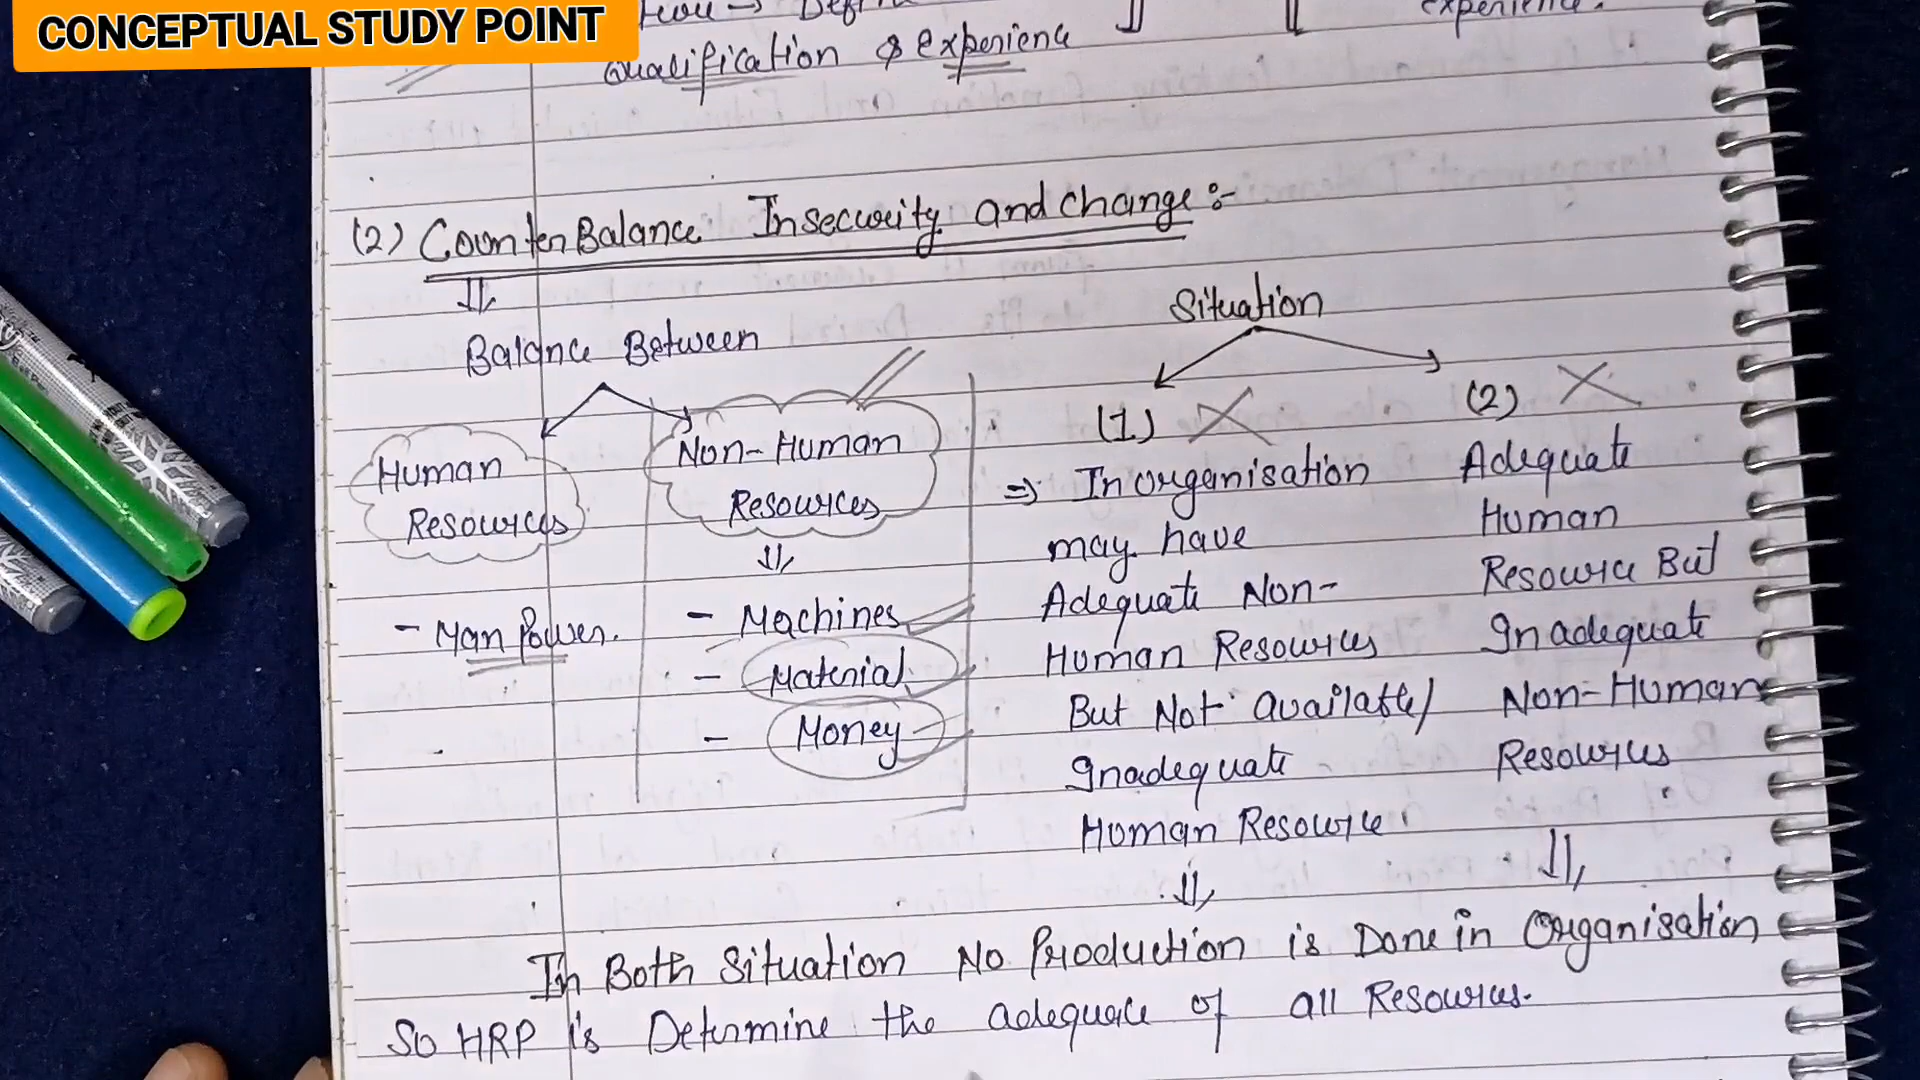 CONCEPTUAL STUDY POINT
Qualification & experience
experience.
(2) Counter Balance Insecurity and change :-
Balance Between
Human Resources
- Man Power.
Non-Human Resources
- Machines
- Material
- Money
Situation
(1)
=> In organisation
may have
Adequate Non-
Human Resources
But Not available/
Inadequate
Human Resource
(2)
Adequate
Human
Resource But
Inadequate
Non-Human
Resources
In Both Situation No Production is Done in Organisation
So HRP is Determine the adequate of all Resources.